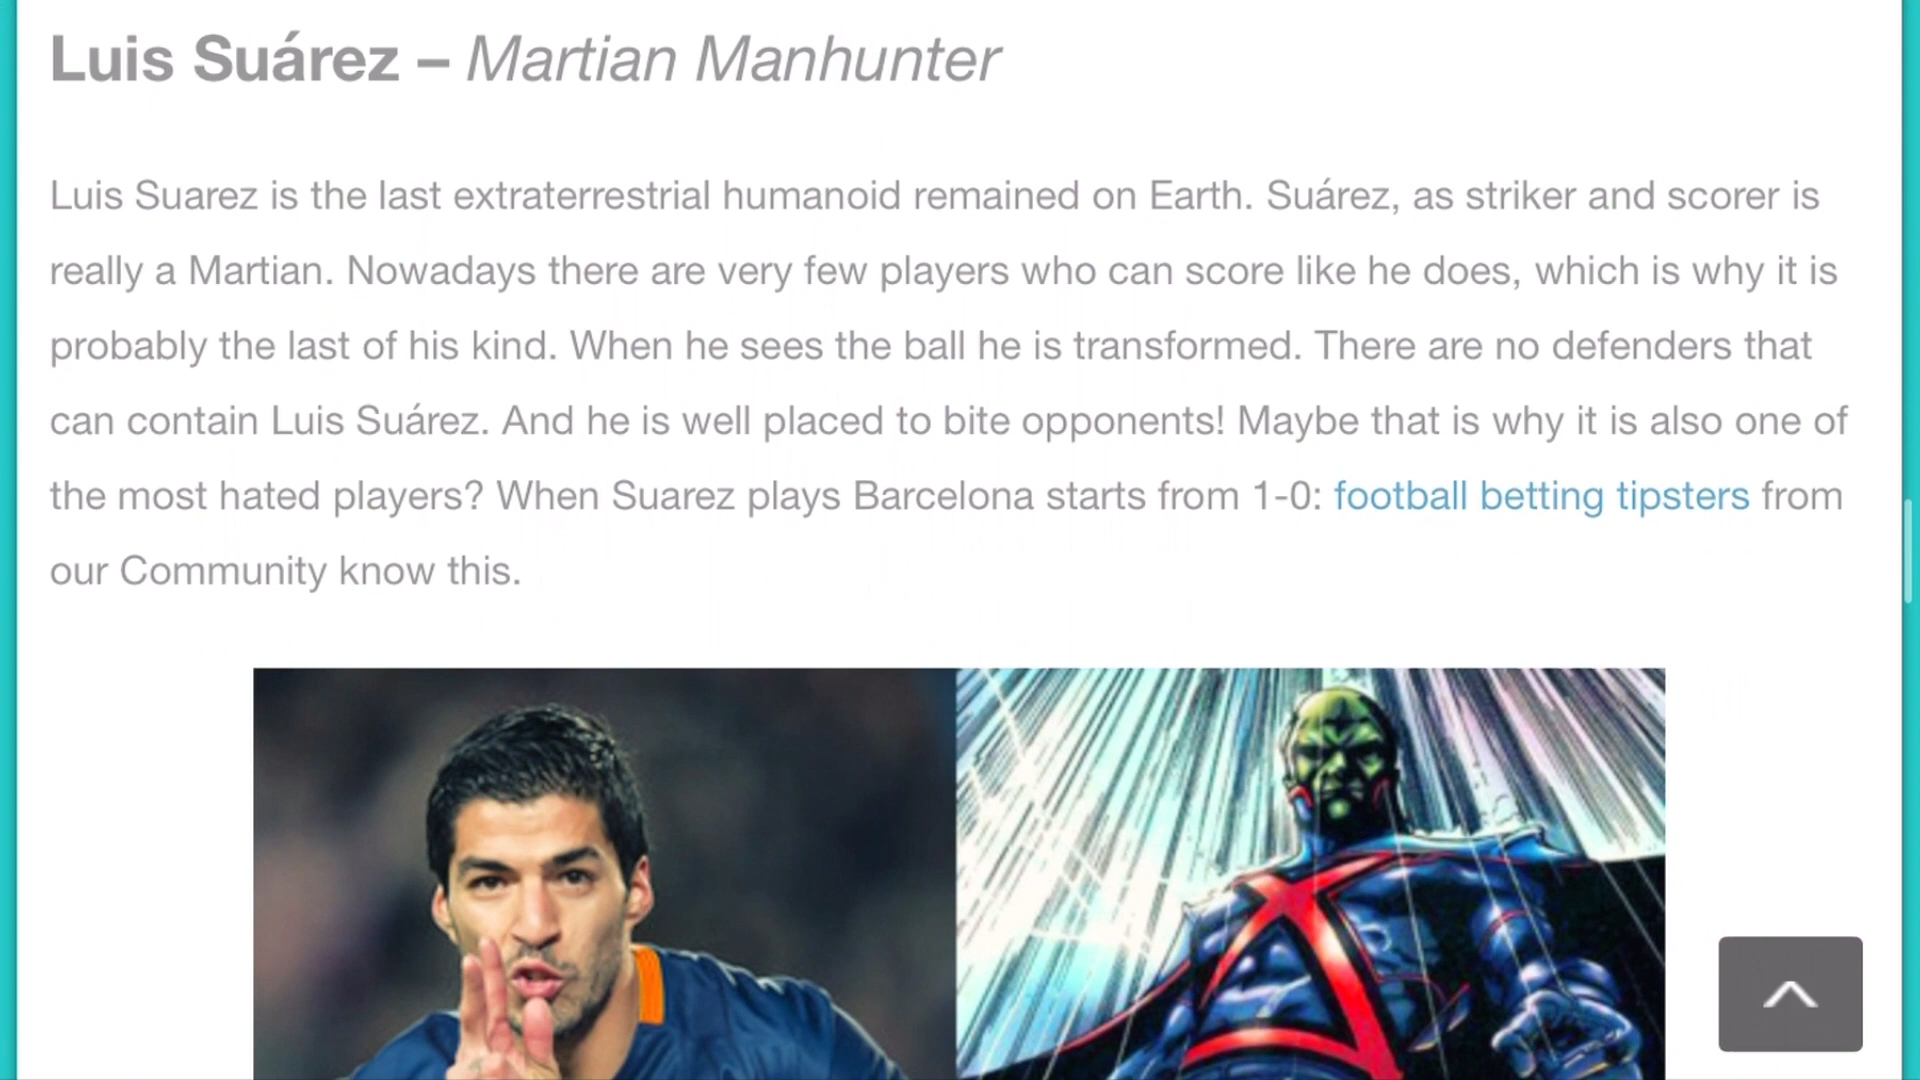 Luis Suárez – Martian Manhunter
Luis Suarez is the last extraterrestrial humanoid remained on Earth. Suárez, as striker and scorer is
really a Martian. Nowadays there are very few players who can score like he does, which is why it is
probably the last of his kind. When he sees the ball he is transformed. There are no defenders that
can contain Luis Suárez. And he is well placed to bite opponents! Maybe that is why it is also one of
the most hated players? When Suarez plays Barcelona starts from 1-0: football betting tipsters from
our Community know this.